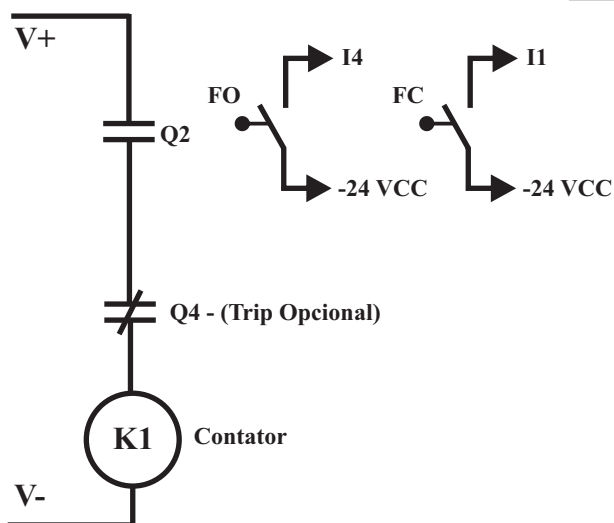 V+
I4
I1
FO
FC
Q2
-24 VCC
-24 VCC
Q4 - (Trip Opcional)
K1
Contator
V-